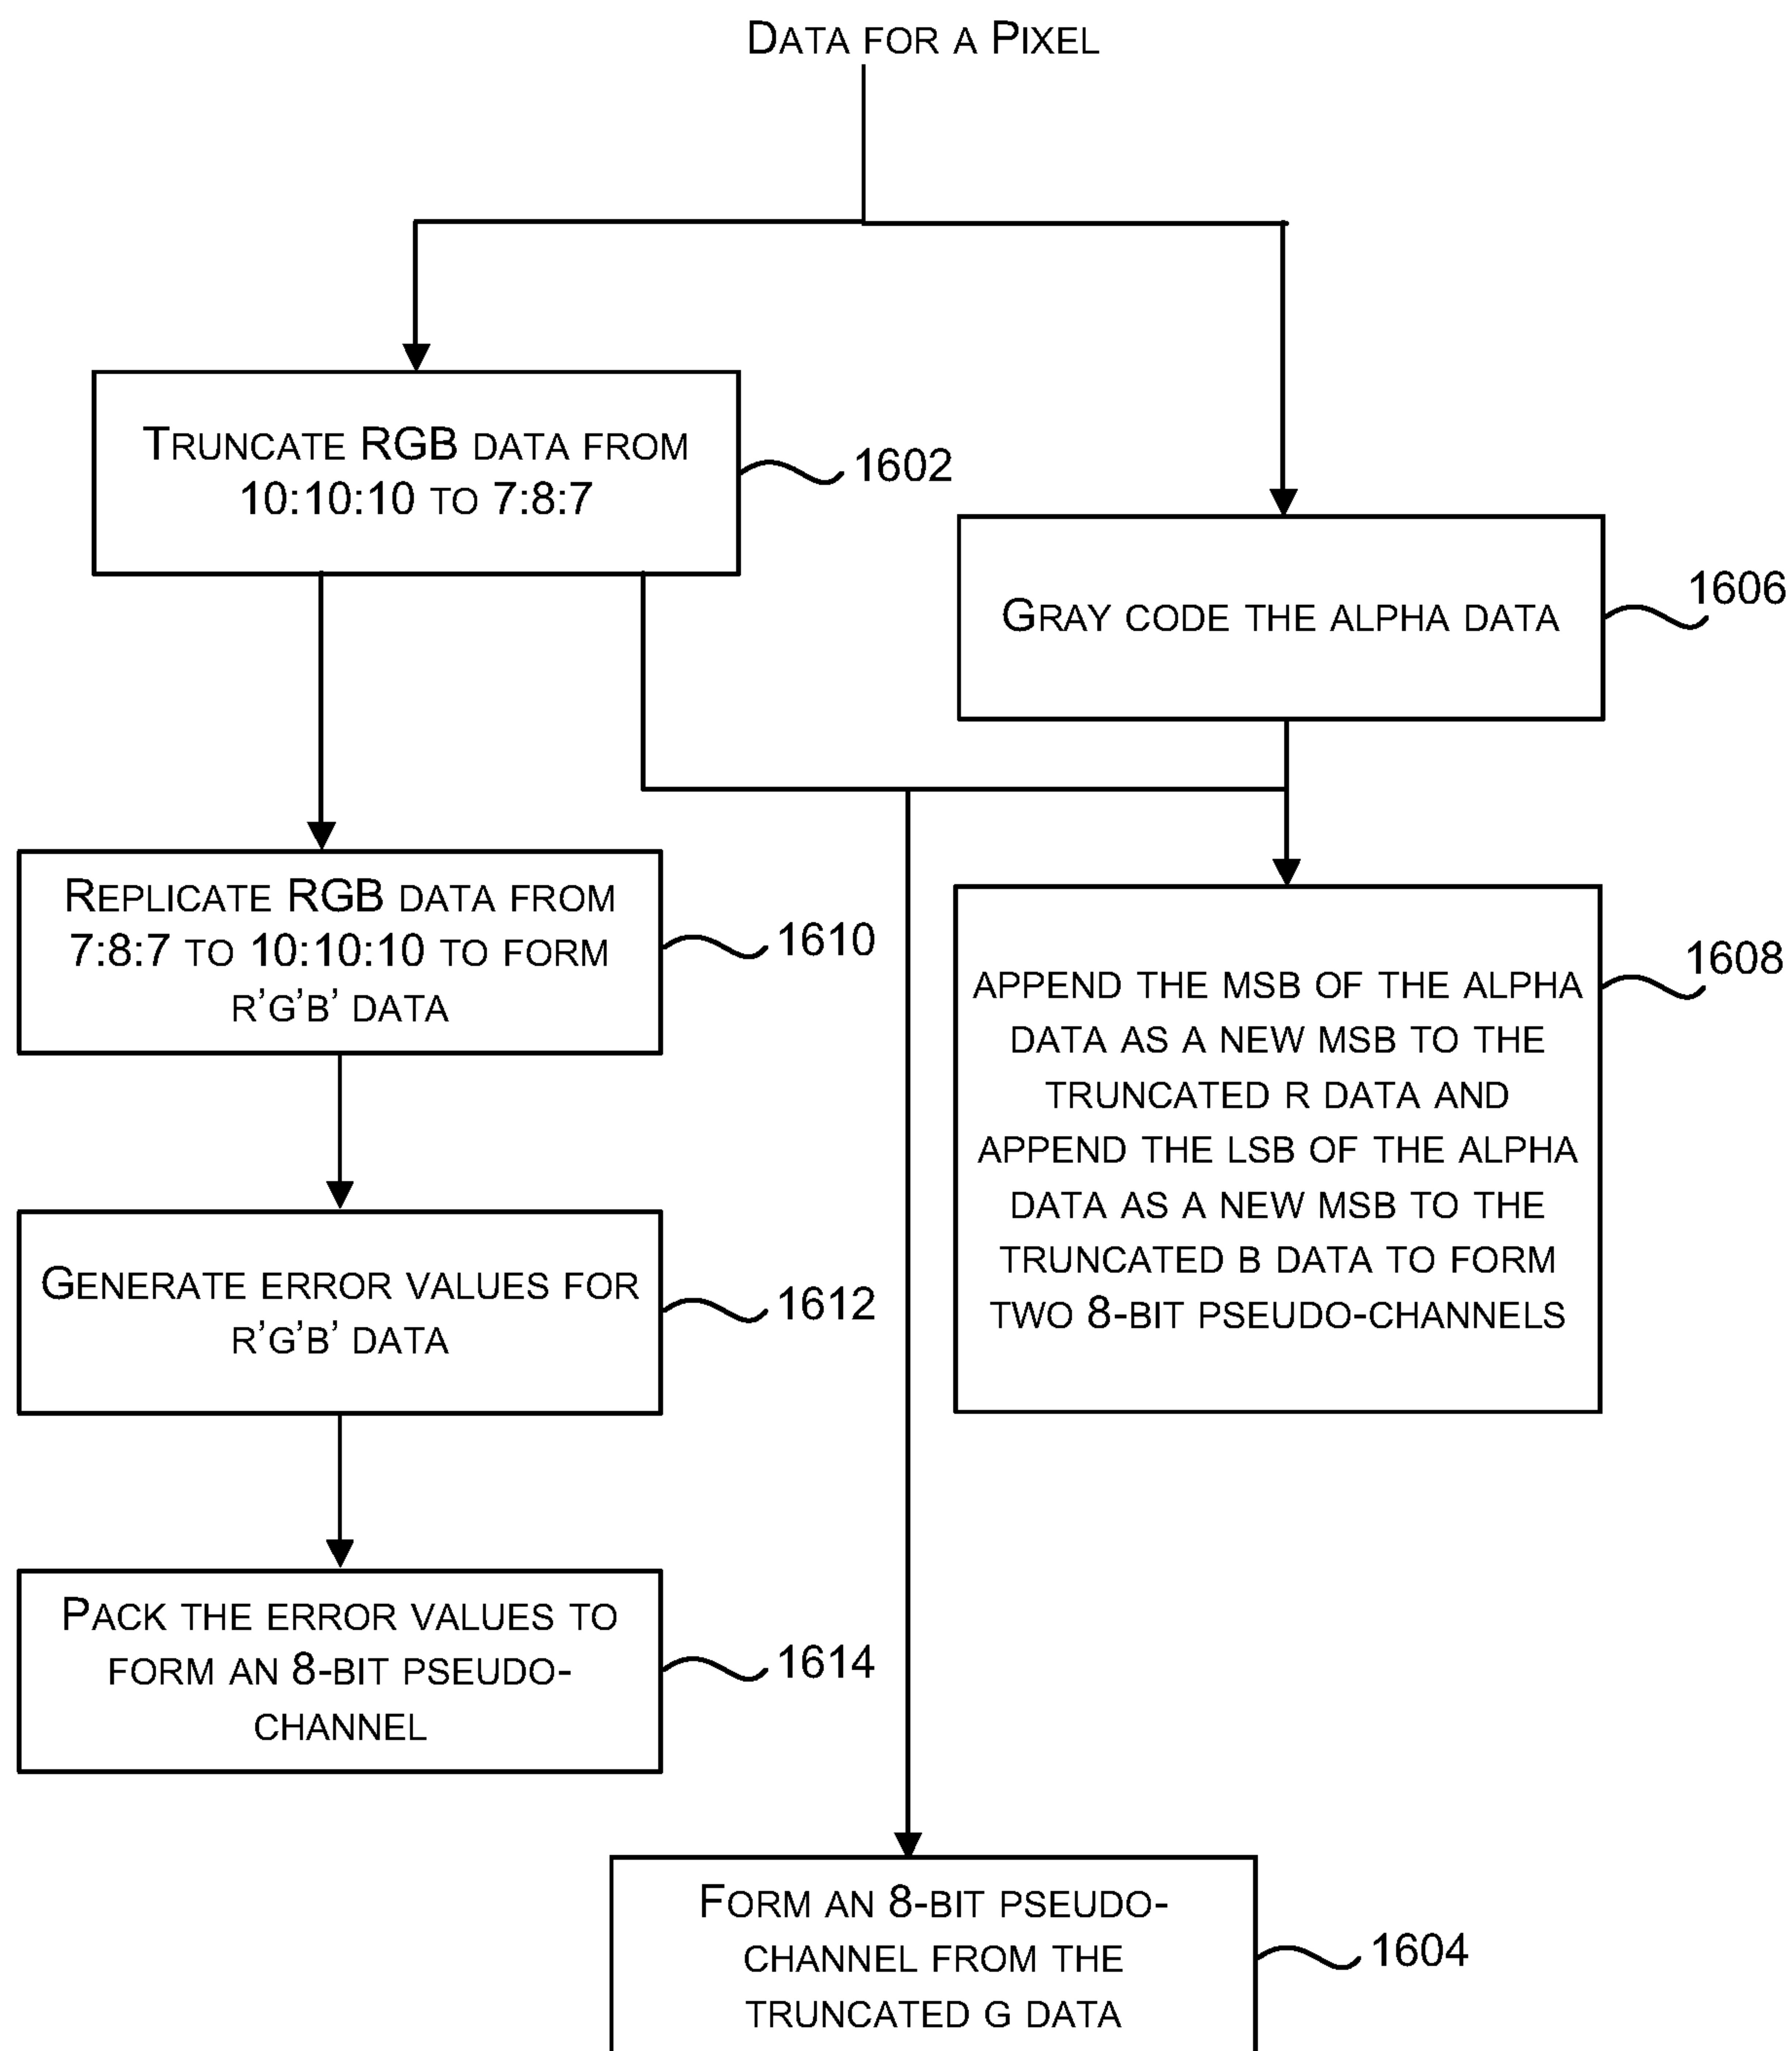 DATA FOR A PIXEL
TRUNCATE RGB DATA FROM
10:10:10 TO 7:8:7
1602
GRAY CODE THE ALPHA DATA
1606
REPLICATE RGB DATA FROM
7:8:7 TO 10:10:10 TO FORM
R'G'B' DATA
1610
APPEND THE MSB OF THE ALPHA
DATA AS A NEW MSB TO THE
TRUNCATED R DATA AND
APPEND THE LSB OF THE ALPHA
DATA AS A NEW MSB TO THE
TRUNCATED B DATA TO FORM
TWO 8-BIT PSEUDO-CHANNELS
1608
GENERATE ERROR VALUES FOR
R'G'B' DATA
1612
PACK THE ERROR VALUES TO
FORM AN 8-BIT PSEUDO-
CHANNEL
1614
FORM AN 8-BIT PSEUDO-
CHANNEL FROM THE
TRUNCATED G DATA
1604